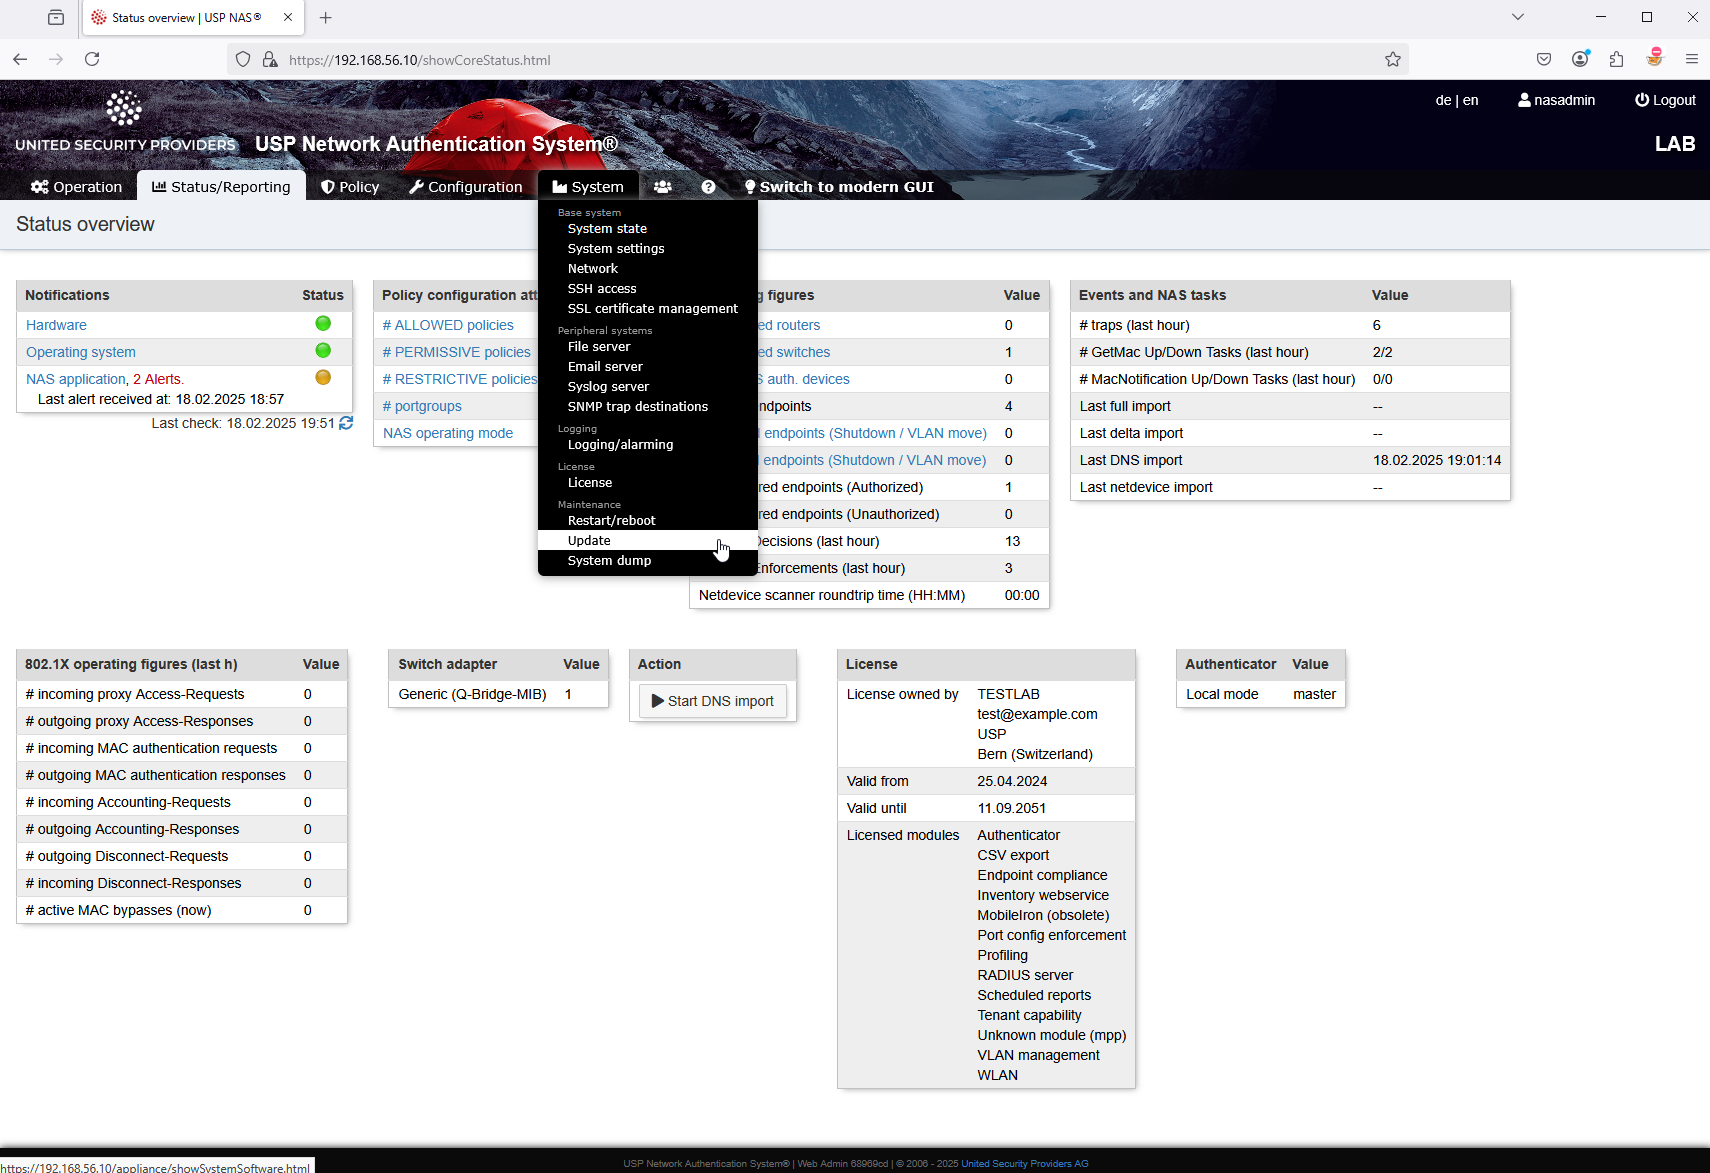 Status overview | USP NAS®
https://192.168.56.10/showCoreStatus.html
de | en
nasadmin
Logout
UNITED SECURITY PROVIDERS
USP Network Authentication System®
LAB
Operation
Status/Reporting
Policy
Configuration
System
Switch to modern GUI
Status overview
Base system
System state
System settings
Network
SSH access
SSL certificate management
Peripheral systems
File server
Email server
Syslog server
SNMP trap destinations
Logging
Logging/alarming
License
License
Maintenance
Restart/reboot
Update
System dump
Notifications Status
Hardware
Operating system
NAS application, 2 Alerts.
Last alert received at: 18.02.2025 18:57
Last check: 18.02.2025 19:51
Policy configuration
# ALLOWED policies
# PERMISSIVE policies
# RESTRICTIVE policies
# portgroups
NAS operating mode
figures Value
routers 0
switches 1
auth. devices 0
4
endpoints (Shutdown / VLAN move) 0
endpoints (Shutdown / VLAN move) 0
endpoints (Authorized) 1
endpoints (Unauthorized) 0
(last hour) 13
(last hour) 3
Netdevice scanner roundtrip time (HH:MM) 00:00
Events and NAS tasks Value
# traps (last hour) 6
# GetMac Up/Down Tasks (last hour) 2/2
# MacNotification Up/Down Tasks (last hour) 0/0
Last full import --
Last delta import --
Last DNS import 18.02.2025 19:01:14
Last netdevice import --
802.1X operating figures (last h) Value
# incoming proxy Access-Requests 0
# outgoing proxy Access-Responses 0
# incoming MAC authentication requests 0
# outgoing MAC authentication responses 0
# incoming Accounting-Requests 0
# outgoing Accounting-Responses 0
# outgoing Disconnect-Requests 0
# incoming Disconnect-Responses 0
# active MAC bypasses (now) 0
Switch adapter Value
Generic (Q-Bridge-MIB) 1
Action
Start DNS import
License
License owned by TESTLAB
test@example.com
USP
Bern (Switzerland)
Valid from 25.04.2024
Valid until 11.09.2051
Licensed modules Authenticator
CSV export
Endpoint compliance
Inventory webservice
MobileIron (obsolete)
Port config enforcement
Profiling
RADIUS server
Scheduled reports
Tenant capability
Unknown module (mpp)
VLAN management
WLAN
Authenticator Value
Local mode master
https://192.168.56.10/appliance/showSystemSoftware.html
USP Network Authentication System® | Web Admin 68969cd | © 2006 - 2025 United Security Providers AG